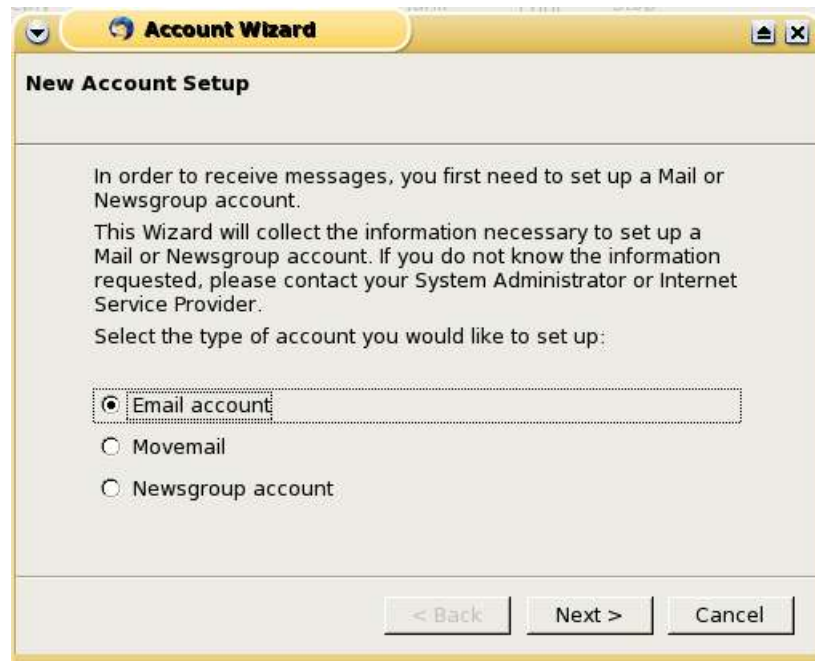 Account Wizard
New Account Setup
In order to receive messages, you first need to set up a Mail or
Newsgroup account.
This Wizard will collect the information necessary to set up a
Mail or Newsgroup account. If you do not know the information
requested, please contact your System Administrator or Internet
Service Provider.
Select the type of account you would like to set up:
Email account
Movemail
Newsgroup account
< Back Next > Cancel